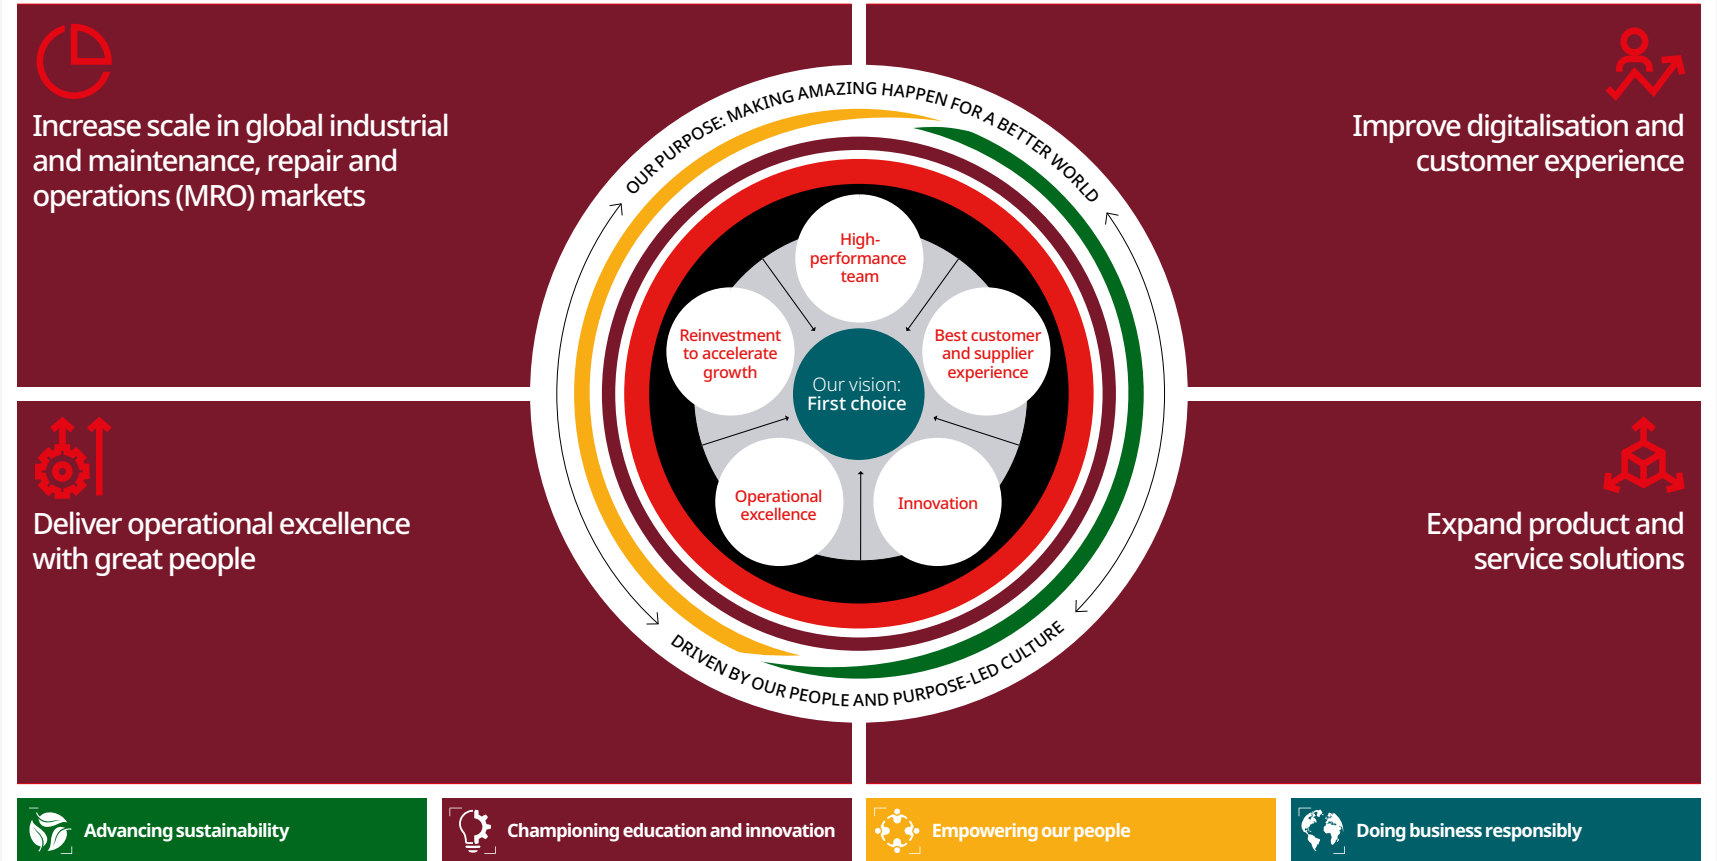 Increase scale in global industrial
and maintenance, repair and
operations (MRO) markets
Improve digitalisation and
customer experience
OUR PURPOSE: MAKING AMAZING HAPPEN FOR A BETTER WORLD
High-
performance
team
Reinvestment
to accelerate
growth
Best customer
and supplier
experience
Our vision:
First choice
Operational
excellence
Innovation
DRIVEN BY OUR PEOPLE AND PURPOSE-LED CULTURE
Deliver operational excellence
with great people
Expand product and
service solutions
Advancing sustainability
Championing education and innovation
Empowering our people
Doing business responsibly